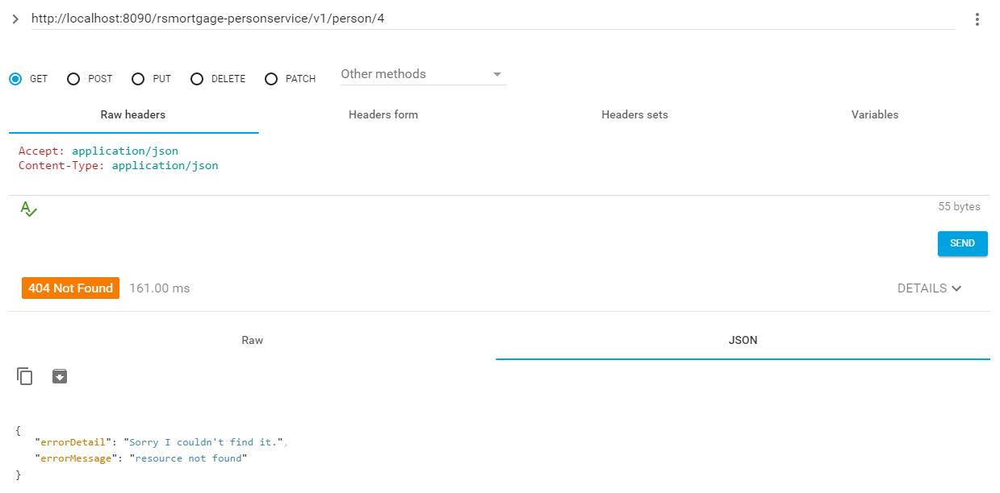 http://localhost:8090/rsmortgage-personservice/v1/person/4
GET POST PUT DELETE PATCH Other methods
Raw headers Headers form Headers sets Variables
Accept: application/json
Content-Type: application/json
55 bytes
SEND
404 Not Found 161.00 ms DETAILS
Raw JSON
{
"errorDetail": "Sorry I couldn't find it.",
"errorMessage": "resource not found"
}